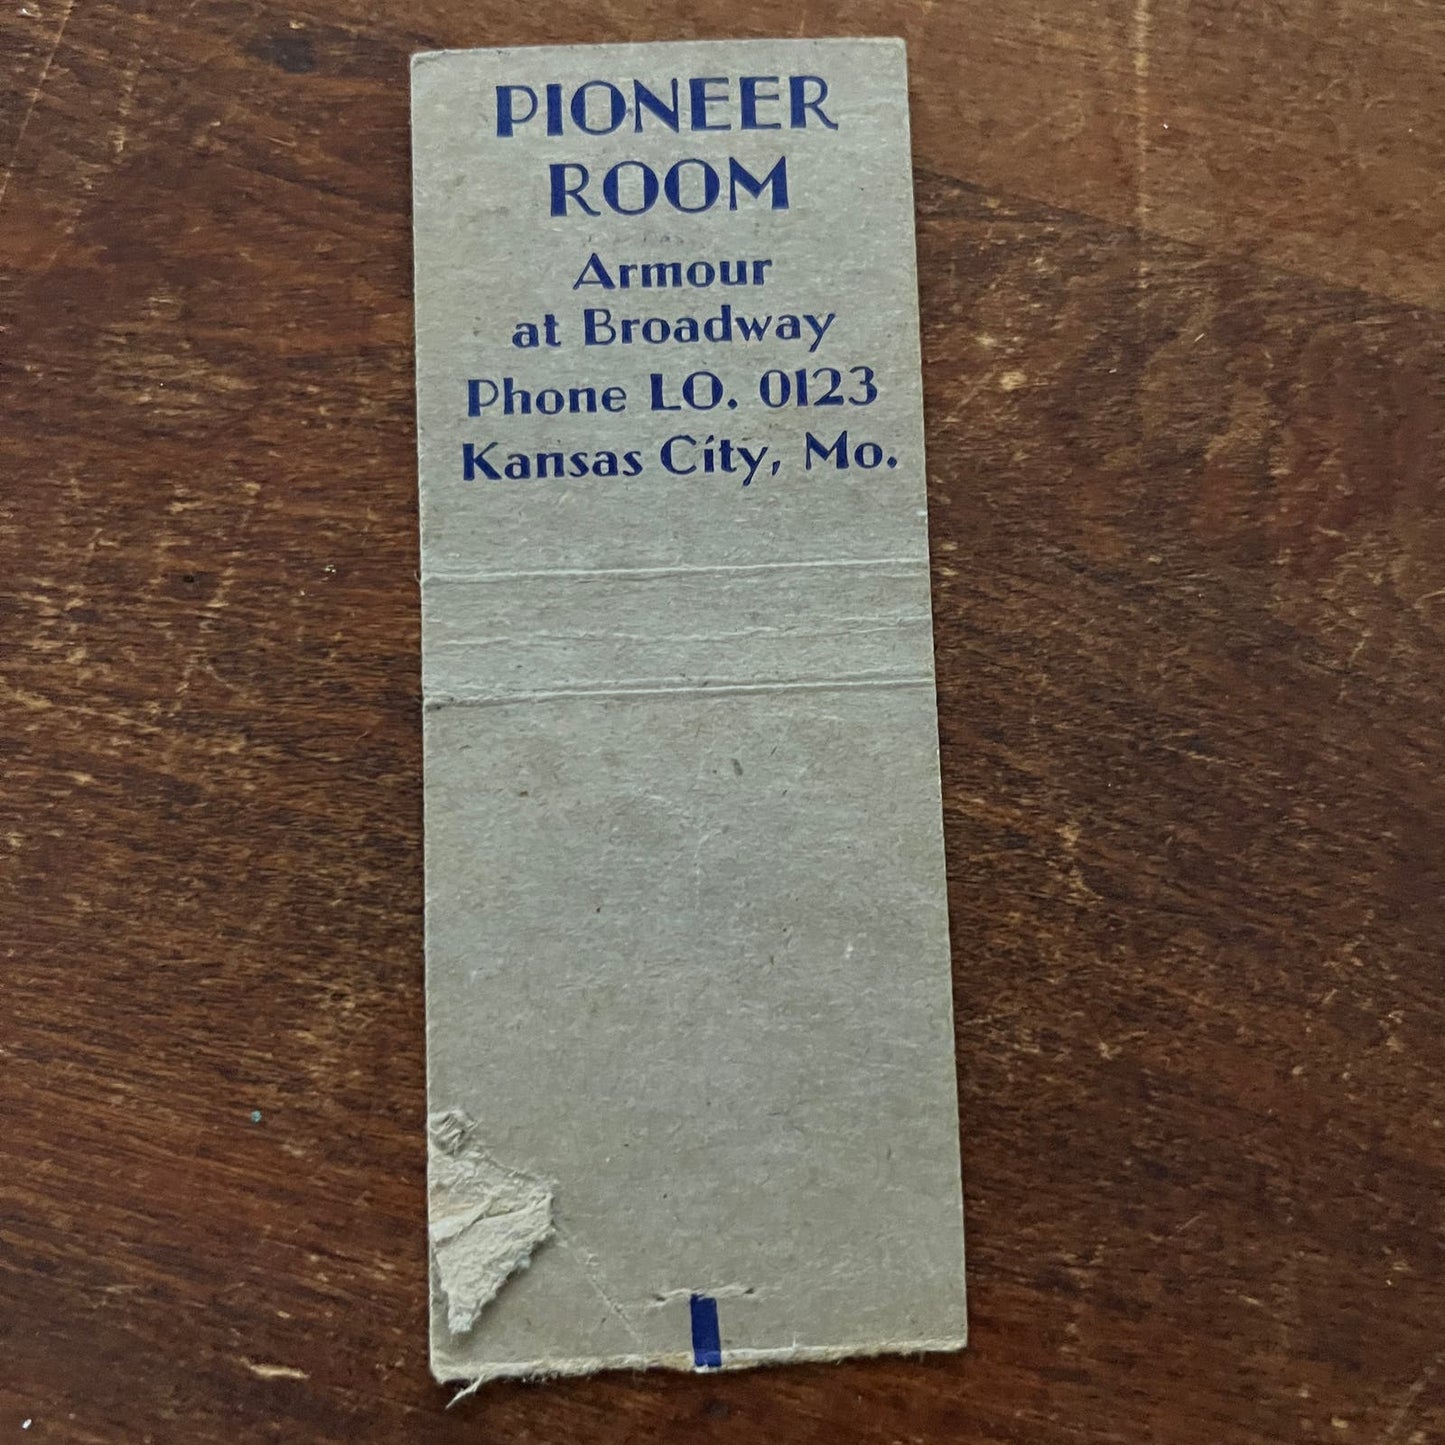 PIONEER
ROOM
Armour
at Broadway
Phone LO. 0123
Kansas City, Mo.